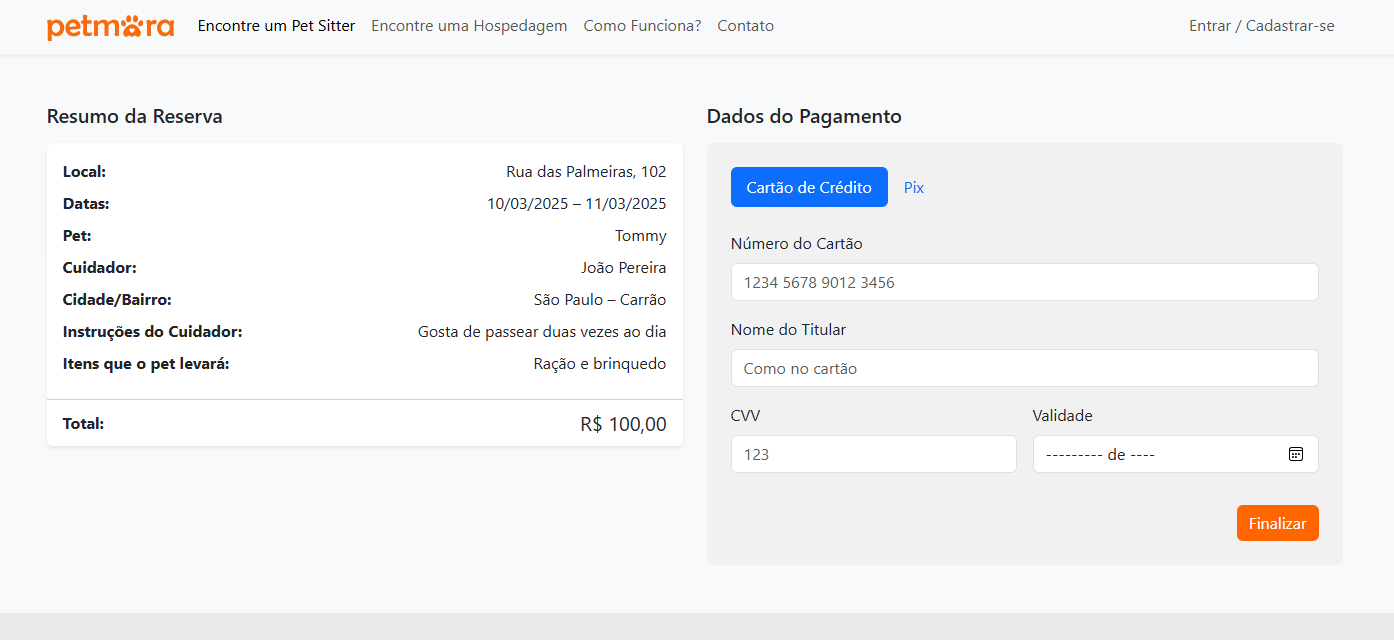 petmora Encontre um Pet Sitter Encontre uma Hospedagem Como Funciona? Contato Entrar / Cadastrar-se
Resumo da Reserva
Local: Rua das Palmeiras, 102
Datas: 10/03/2025 – 11/03/2025
Pet: Tommy
Cuidador: João Pereira
Cidade/Bairro: São Paulo – Carrão
Instruções do Cuidador: Gosta de passear duas vezes ao dia
Itens que o pet levará: Ração e brinquedo
Total: R$ 100,00
Dados do Pagamento
Cartão de Crédito Pix
Número do Cartão
1234 5678 9012 3456
Nome do Titular
Como no cartão
CVV Validade
123 --------- de ----
Finalizar